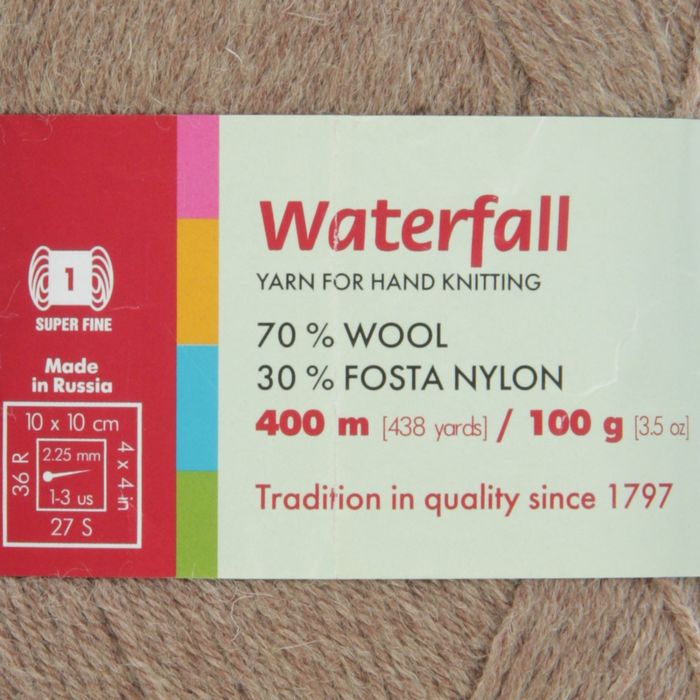 1
SUPER FINE
Made
in Russia
10 x 10 cm
36 R
2.25 mm
1-3 us
4 x 4 in
27 S
Waterfall
YARN FOR HAND KNITTING
70 % WOOL
30 % FOSTA NYLON
400 m [438 yards] / 100 g [3.5 oz]
Tradition in quality since 1797